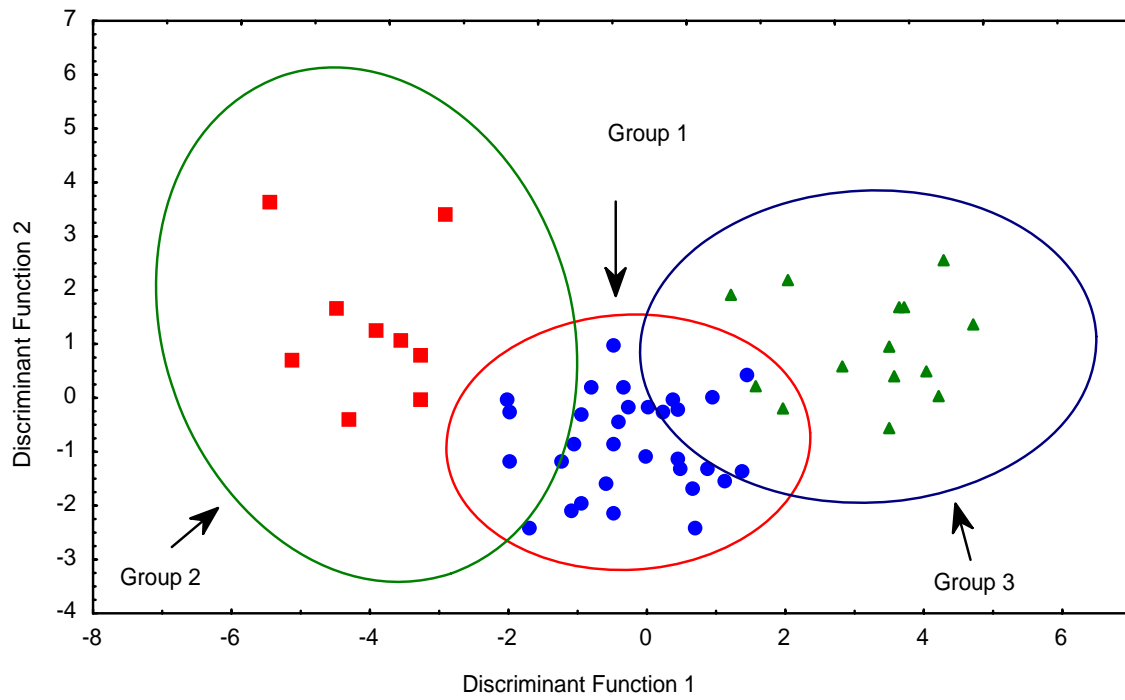 7
6
5
4
3
2
1
0
-1
-2
-3
-4
Discriminant Function 2
Group 1
Group 2
Group 3
-8 -6 -4 -2 0 2 4 6
Discriminant Function 1